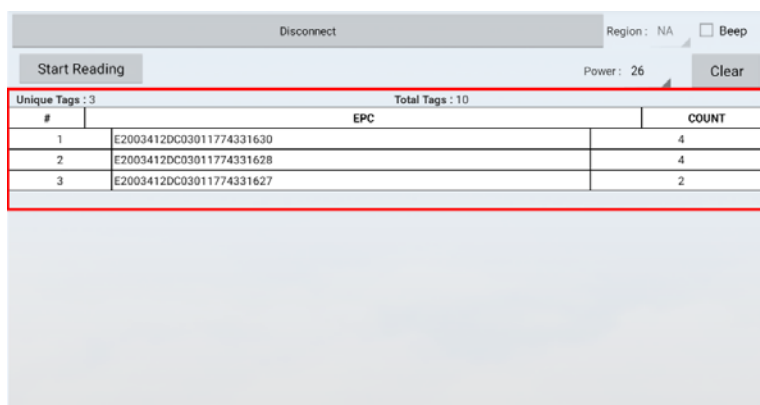 Disconnect Region : NA Beep
Start Reading Power : 26 Clear
Unique Tags : 3 Total Tags : 10
# EPC COUNT
1 E2003412DC03011774331630 4
2 E2003412DC03011774331628 4
3 E2003412DC03011774331627 2